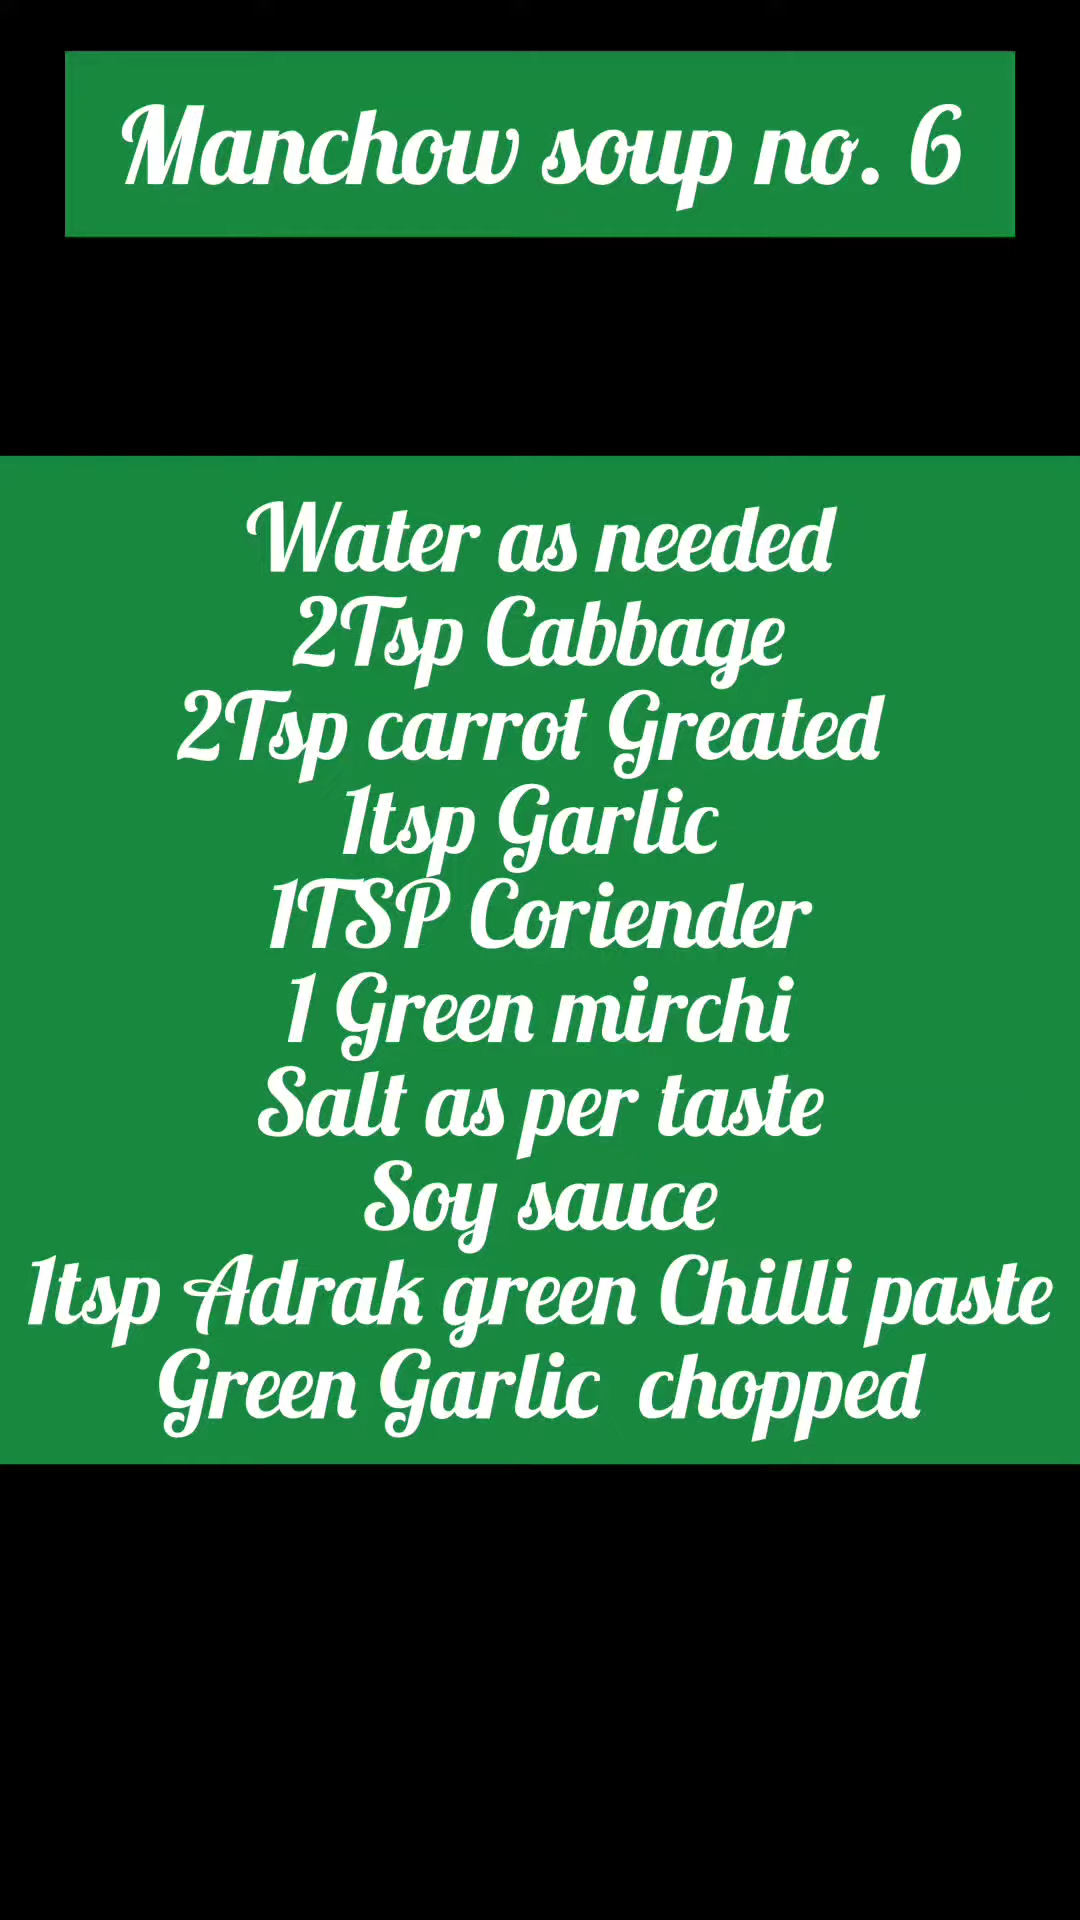 Manchow soup no. 6
Water as needed
2Tsp Cabbage
2Tsp carrot Greated
1tsp Garlic
1TSP Coriender
1 Green mirchi
Salt as per taste
Soy sauce
1tsp Adrak green Chilli paste
Green Garlic chopped